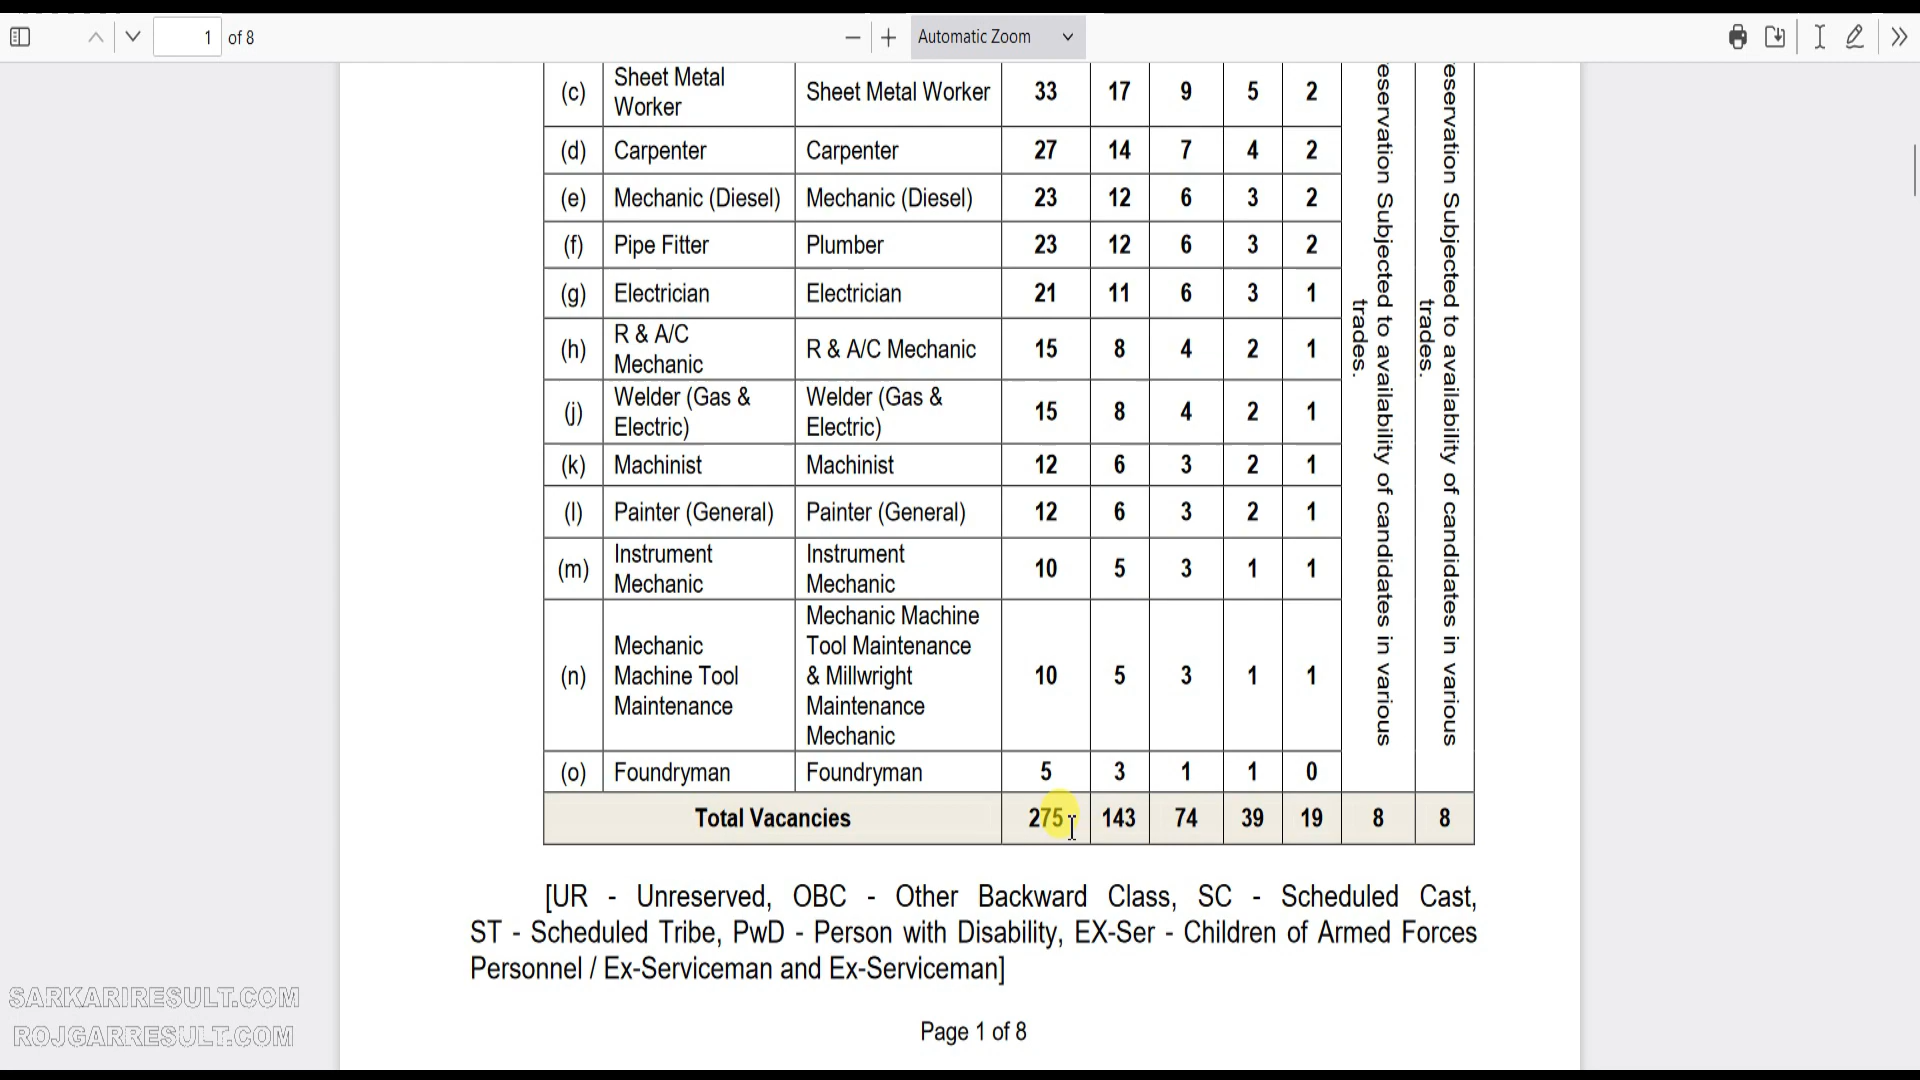 1 of 8
Automatic Zoom
(c) Sheet Metal Worker Sheet Metal Worker 33 17 9 5 2
(d) Carpenter Carpenter 27 14 7 4 2
(e) Mechanic (Diesel) Mechanic (Diesel) 23 12 6 3 2
(f) Pipe Fitter Plumber 23 12 6 3 2
(g) Electrician Electrician 21 11 6 3 1
(h) R & A/C Mechanic R & A/C Mechanic 15 8 4 2 1
(j) Welder (Gas & Electric) Welder (Gas & Electric) 15 8 4 2 1
(k) Machinist Machinist 12 6 3 2 1
(l) Painter (General) Painter (General) 12 6 3 2 1
(m) Instrument Mechanic Instrument Mechanic 10 5 3 1 1
(n) Mechanic Machine Tool Maintenance Mechanic Machine Tool Maintenance & Millwright Maintenance Mechanic 10 5 3 1 1
(o) Foundryman Foundryman 5 3 1 1 0
eservation Subjected to availability of candidates in various
trades.
eservation Subjected to availability of candidates in various
trades.
Total Vacancies 275 143 74 39 19 8 8
[UR - Unreserved, OBC - Other Backward Class, SC - Scheduled Cast,
ST - Scheduled Tribe, PwD - Person with Disability, EX-Ser - Children of Armed Forces
Personnel / Ex-Serviceman and Ex-Serviceman]
Page 1 of 8
SARKARIRESULT.COM
ROJGARRESULT.COM